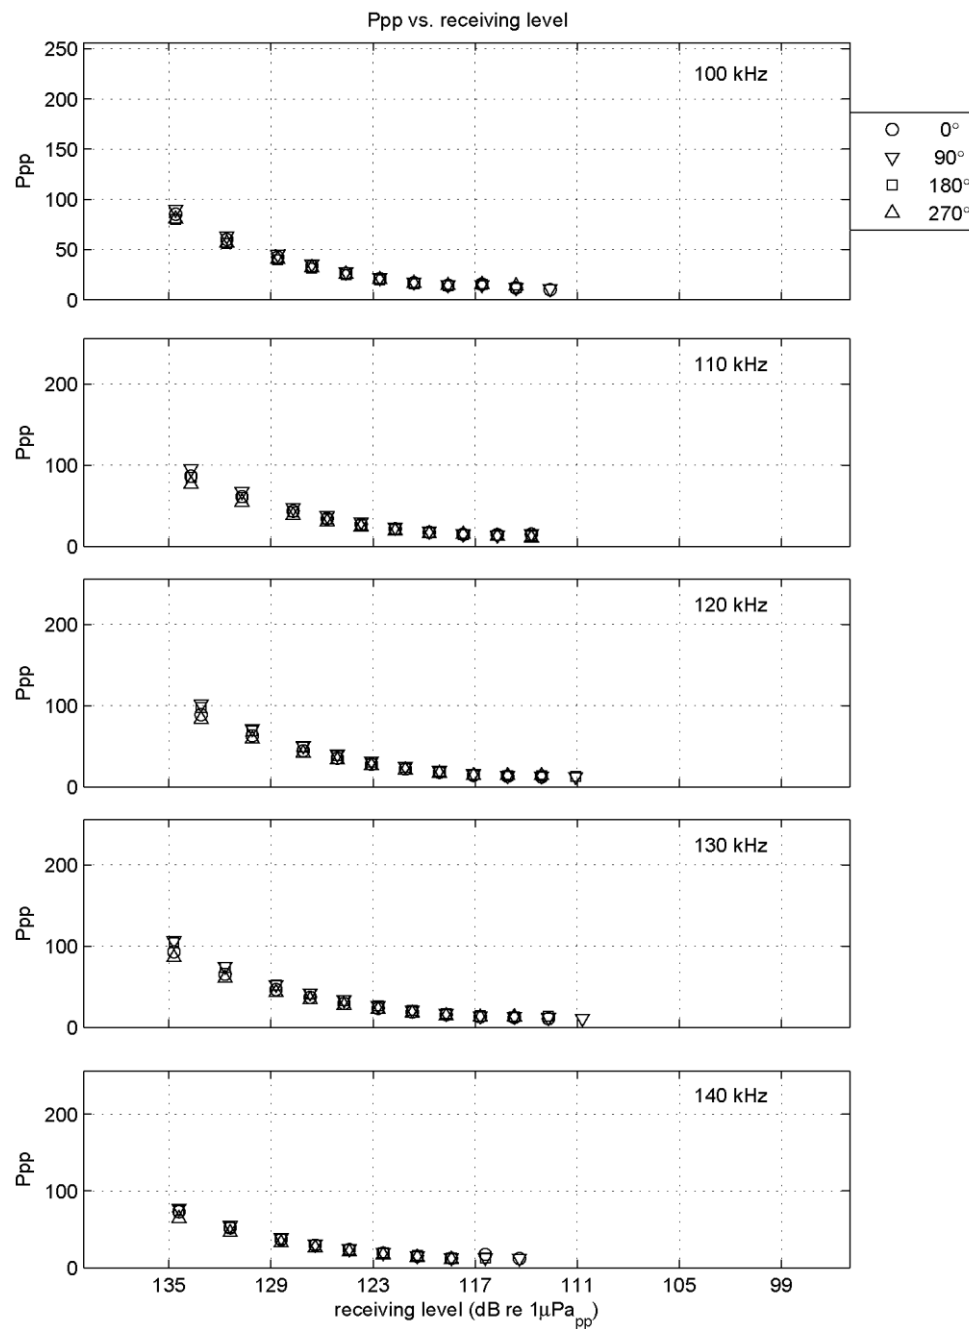 Ppp vs. receiving level
250
200
150
100
50
0
Ppp
100 kHz
0°
90°
180°
270°
200
100
0
Ppp
110 kHz
200
100
0
Ppp
120 kHz
200
100
0
Ppp
130 kHz
200
100
0
Ppp
140 kHz
135 129 123 117 111 105 99
receiving level (dB re 1μPa_pp)